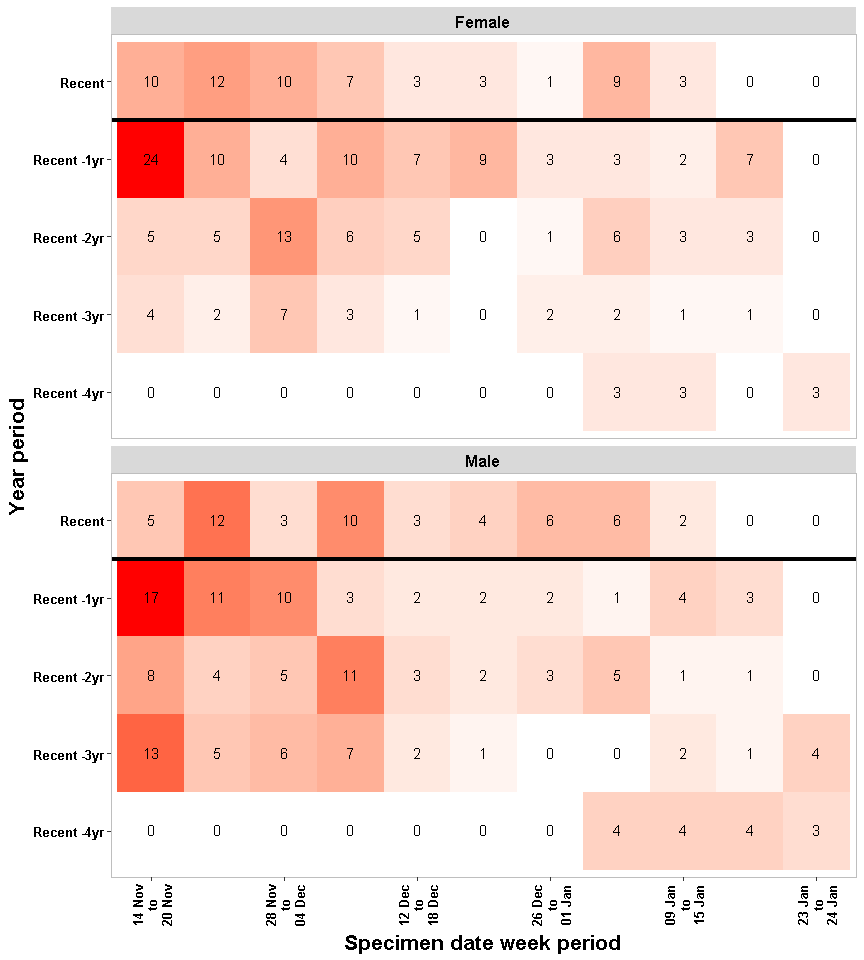 Female
Recent 10 12 10 7 3 3 1 9 3 0 0
Recent -1yr 24 10 4 10 7 9 3 3 2 7 0
Recent -2yr 5 5 13 6 5 0 1 6 3 3 0
Recent -3yr 4 2 7 3 1 0 2 2 1 1 0
Recent -4yr 0 0 0 0 0 0 0 3 3 0 3
Year period
Male
Recent 5 12 3 10 3 4 6 6 2 0 0
Recent -1yr 17 11 10 3 2 2 2 1 4 3 0
Recent -2yr 8 4 5 11 3 2 3 5 1 1 0
Recent -3yr 13 5 6 7 2 1 0 0 2 1 4
Recent -4yr 0 0 0 0 0 0 0 4 4 4 3
14 Nov
to
20 Nov
28 Nov
to
04 Dec
12 Dec
to
18 Dec
26 Dec
to
01 Jan
09 Jan
to
15 Jan
23 Jan
to
24 Jan
Specimen date week period